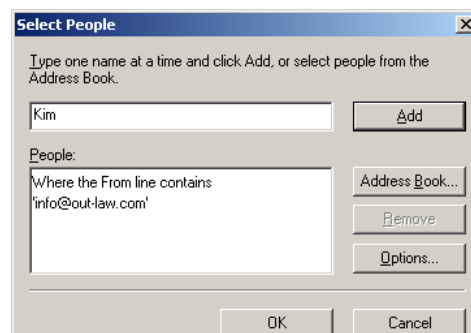 Select People
Type one name at a time and click Add, or select people from the
Address Book.
Kim
Add
People:
Where the From line contains
'info@out-law.com'
Address Book...
Remove
Options...
OK
Cancel